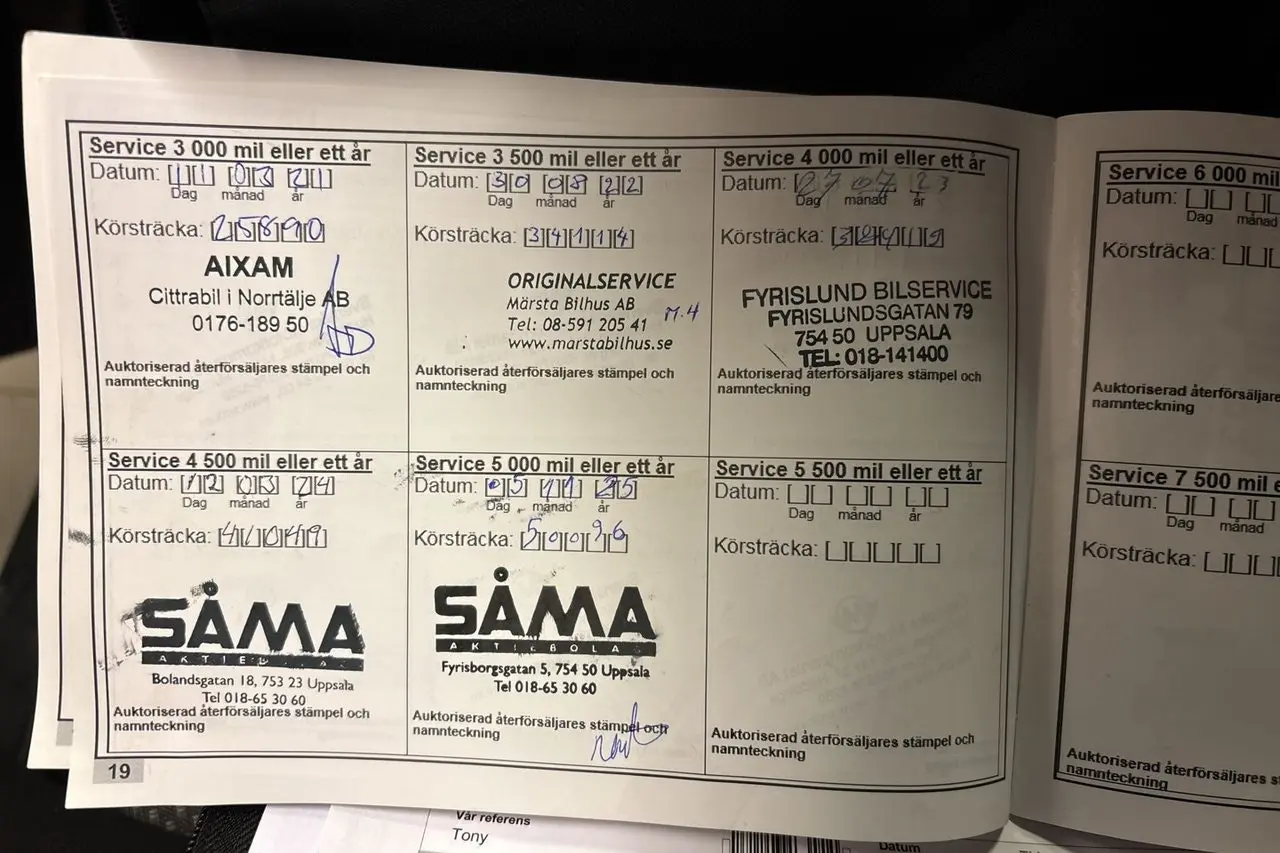 Service 3 000 mil eller ett år
Datum: 11 03 21
Dag månad år
Körsträcka: 25890
AIXAM
Cittrabil i Norrtälje AB
0176-189 50
Auktoriserad återförsäljares stämpel och
namnteckning
Service 3 500 mil eller ett år
Datum: 30 08 22
Dag månad år
Körsträcka: 34114
ORIGINALSERVICE
Märsta Bilhus AB
Tel: 08-591 205 41
www.marstabilhus.se
Auktoriserad återförsäljares stämpel och
namnteckning
Service 4 000 mil eller ett år
Datum: 27 07 23
Dag månad år
Körsträcka:
FYRISLUND BILSERVICE
FYRISLUNDSGATAN 79
754 50 UPPSALA
TEL: 018-141400
Auktoriserad återförsäljares stämpel och
namnteckning
Service 4 500 mil eller ett år
Datum: 12 03 24
Dag månad år
Körsträcka: 41049
SÅMA
Bolandsgatan 18, 753 23 Uppsala
Tel 018-65 30 60
Auktoriserad återförsäljares stämpel och
namnteckning
Service 5 000 mil eller ett år
Datum: 05 11 25
Dag månad år
Körsträcka: 50096
SÅMA
AKTIEBOLA
Fyrisborgsgatan 5, 754 50 Uppsala
Tel 018-65 30 60
Auktoriserad återförsäljares stämpel och
namnteckning
Service 5 500 mil eller ett år
Datum:
Dag månad år
Körsträcka:
Auktoriserad återförsäljares stämpel och
namnteckning
19
Service 6 000 mil
Datum:
Dag månad
Körsträcka:
Auktoriserad återförsäljare
namnteckning
Service 7 500 mil e
Datum:
Dag månad
Körsträcka:
Auktoriserad återförsäljares s
namnteckning
Vår referens
Tony
Datum